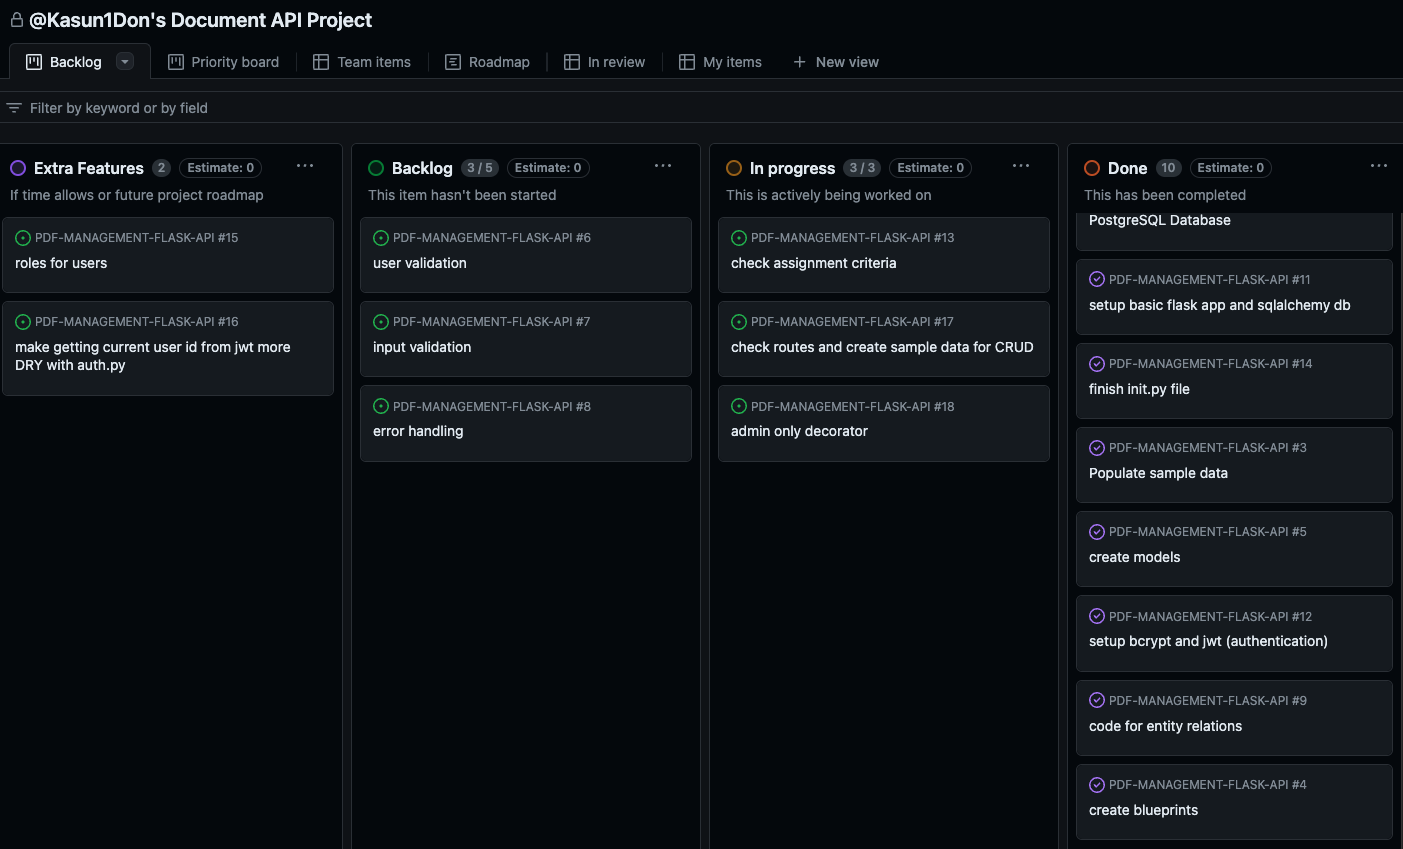 @Kasun1Don's Document API Project
Backlog
Priority board
Team items
Roadmap
In review
My items
New view
Filter by keyword or by field
Extra Features 2 Estimate: 0
If time allows or future project roadmap
PDF-MANAGEMENT-FLASK-API #15
roles for users
PDF-MANAGEMENT-FLASK-API #16
make getting current user id from jwt more
DRY with auth.py
Backlog 3 / 5 Estimate: 0
This item hasn't been started
PDF-MANAGEMENT-FLASK-API #6
user validation
PDF-MANAGEMENT-FLASK-API #7
input validation
PDF-MANAGEMENT-FLASK-API #8
error handling
In progress 3 / 3 Estimate: 0
This is actively being worked on
PDF-MANAGEMENT-FLASK-API #13
check assignment criteria
PDF-MANAGEMENT-FLASK-API #17
check routes and create sample data for CRUD
PDF-MANAGEMENT-FLASK-API #18
admin only decorator
Done 10 Estimate: 0
This has been completed
PostgreSQL Database
PDF-MANAGEMENT-FLASK-API #11
setup basic flask app and sqlalchemy db
PDF-MANAGEMENT-FLASK-API #14
finish init.py file
PDF-MANAGEMENT-FLASK-API #3
Populate sample data
PDF-MANAGEMENT-FLASK-API #5
create models
PDF-MANAGEMENT-FLASK-API #12
setup bcrypt and jwt (authentication)
PDF-MANAGEMENT-FLASK-API #9
code for entity relations
PDF-MANAGEMENT-FLASK-API #4
create blueprints